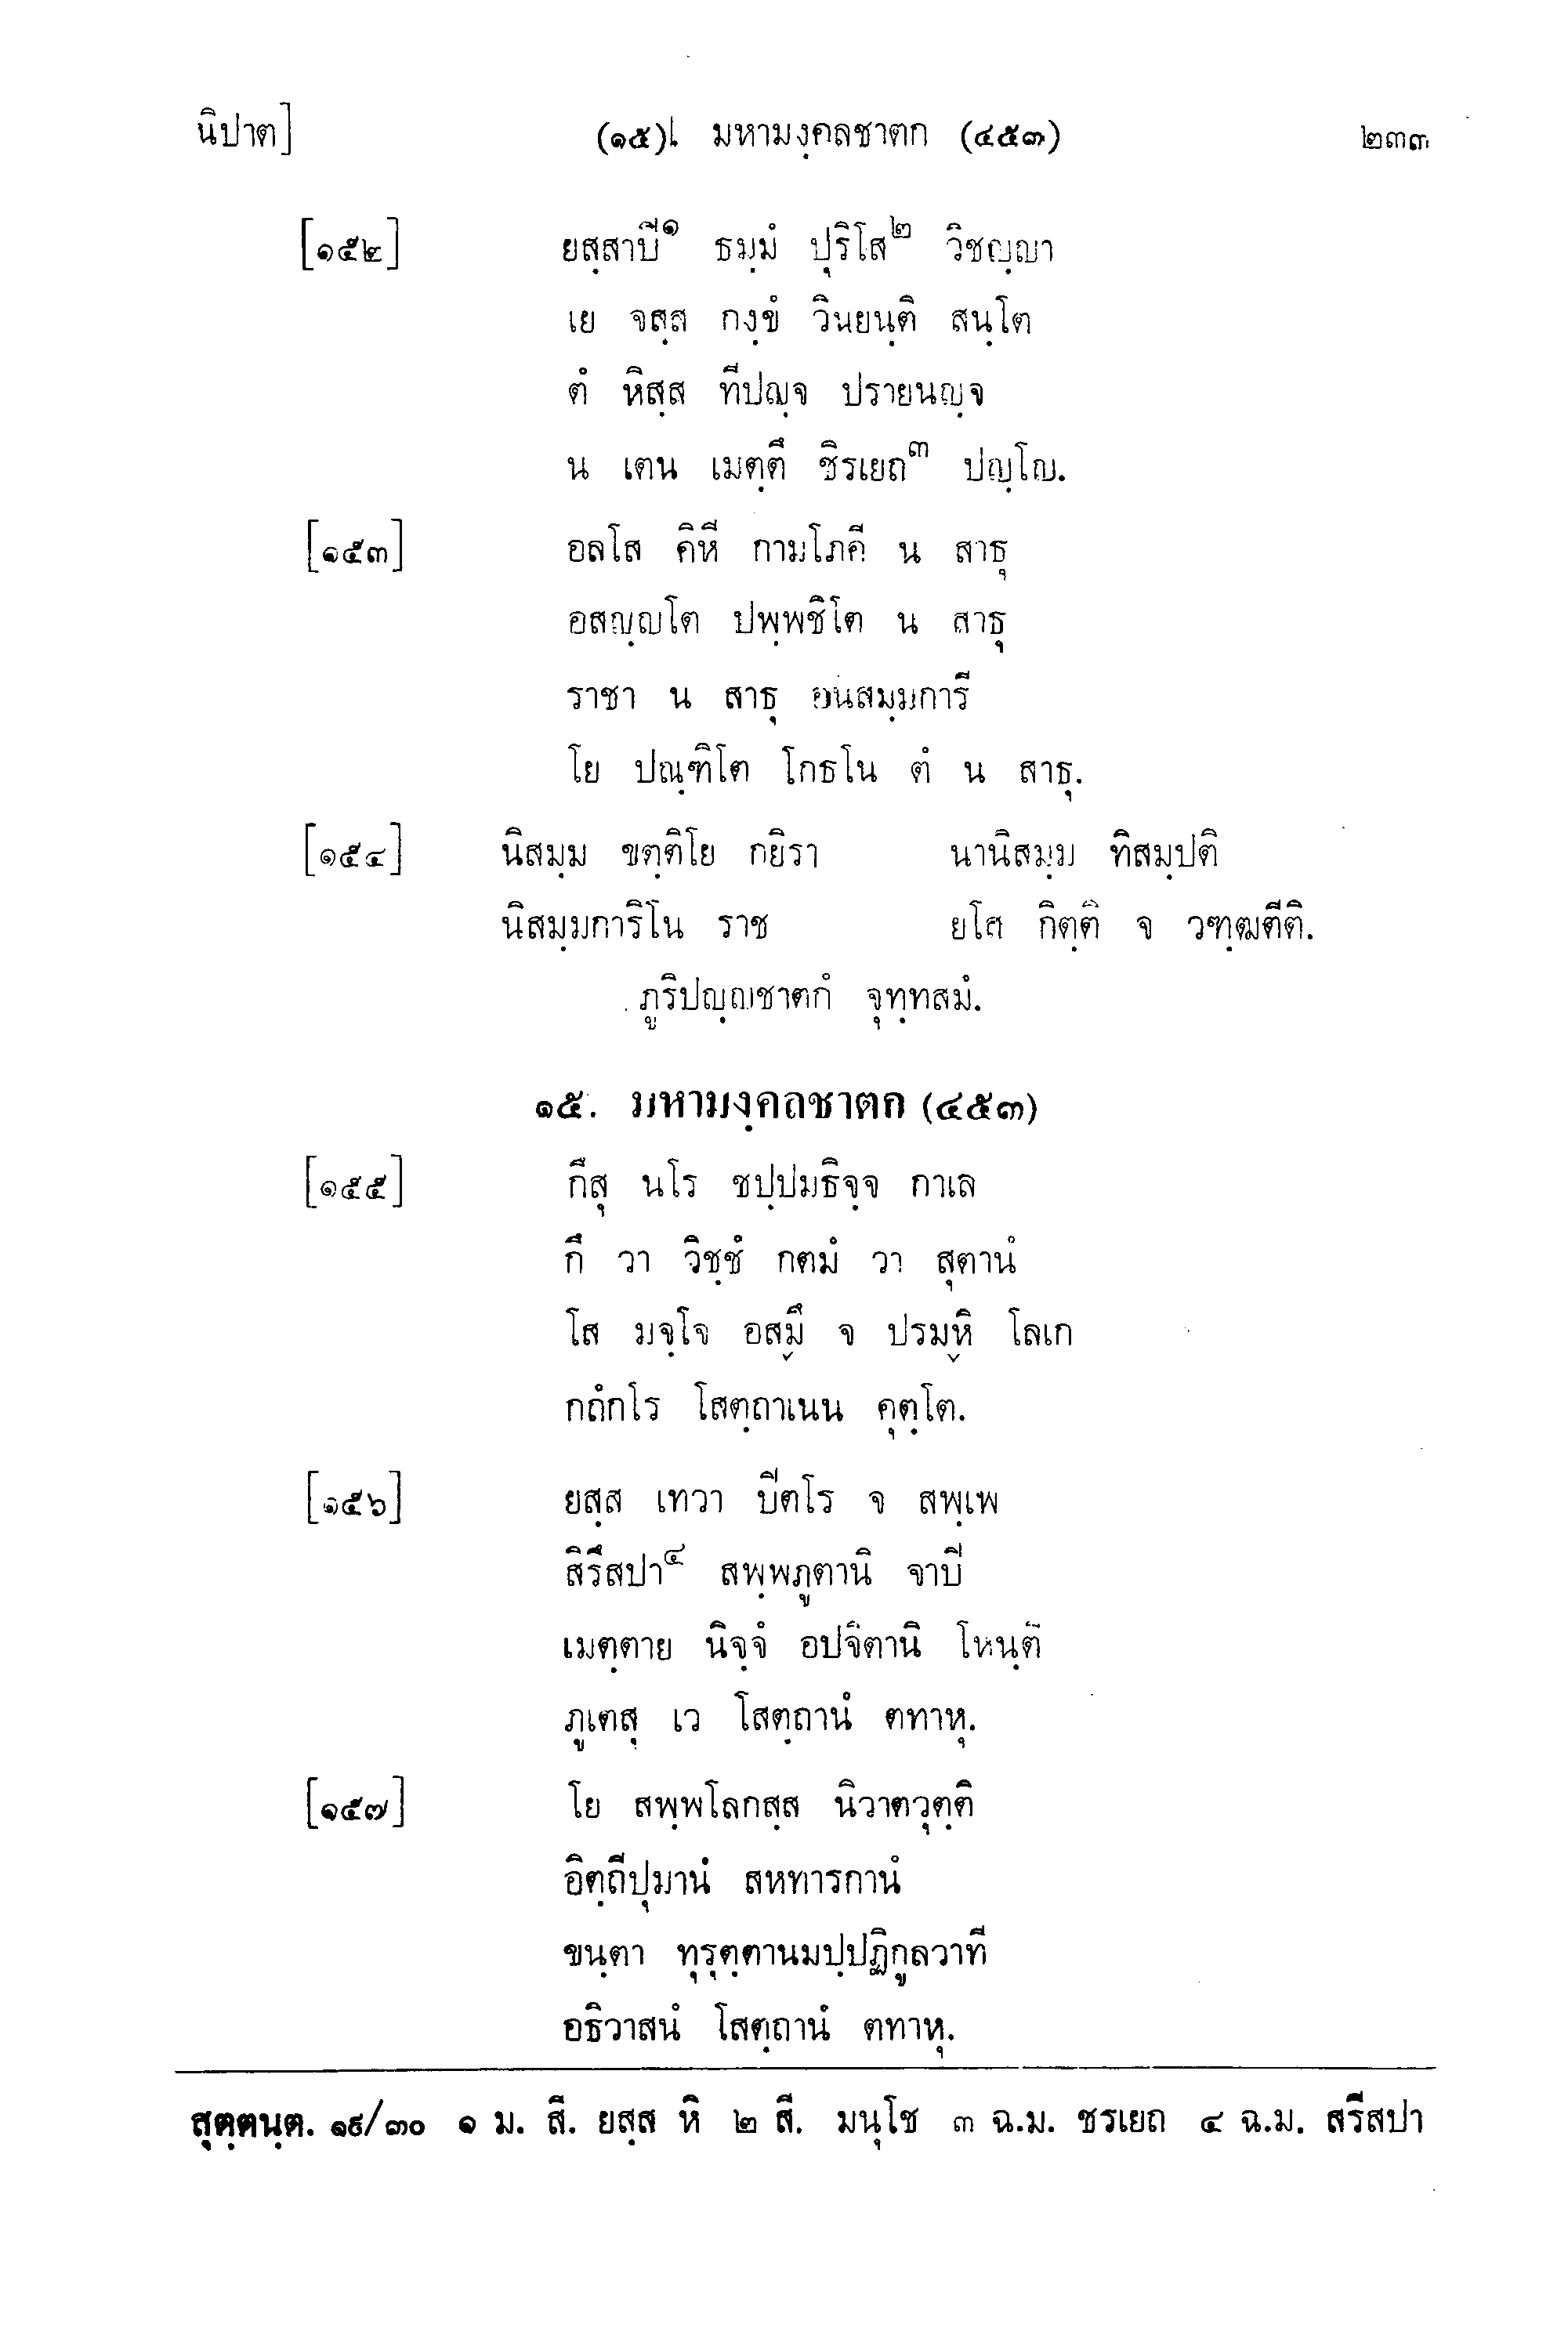 นิปาต] (๑๕)เ มหามงฺคลชาตก (๔๕๓) ๒๓๓
[๑๕๒] ยสฺสาปิ๑ ธมฺมํ ปุริโส๒ วิชญฺญา
เย จสฺส กงฺขํ วินยนฺติ สนฺโต
ตํ หิสฺส ทีปญฺจ ปรายนญฺจ
น เตน เมตฺตึ ชิรเยถ๓ ปญฺโญ.
[๑๕๓] อลโส คิหี กามโภคี น สาธุ
อสญฺญโต ปพฺพชิโต น สาธุ
ราชา น สาธุ อนิสมฺมการี
โย ปณฺฑิโต โกธโน ตํ น สาธุ.
[๑๕๔] นิสมฺม ขตฺติโย กยิรา นานิสมฺม ทิสมฺปติ
นิสมฺมการิโน ราช ยโส กิตฺติ จ วฑฺฒตีติ.
ภูริปญฺญชาตกํ จุทฺทสมํ.
๑๕. มหามงฺคลชาตก (๔๕๓)
[๑๕๕] กึสุ นโร ชปฺปมธิจฺจ กาเล
กึ วา วิชฺชํ กตมํ วา สุตานํ
โส มจฺโจ อสฺมึ จ ปรมฺหิ โลเก
กถํกโร โสตฺถาเนน คุตฺโต.
[๑๕๖] ยสฺส เทวา ปิตโร จ สพฺเพ
สิรึสปา๔ สพฺพภูตานิ จาปิ
เมตฺตาย นิจฺจํ อปจิตานิ โหนฺติ
ภูเตสุ เว โสตฺถานํ ตทาหุ.
[๑๕๗] โย สพฺพโลกสฺส นิวาตวุตฺติ
อิตฺถีปุมานํ สหทารกานํ
ขนฺตา ทุรุตฺตานมปฺปฏิกูลวาที
อธิวาสนํ โสตฺถานํ ตทาหุ.
สุตฺตนฺต. ๑๙/๓๐ ๑ ม. สี. ยสฺส หิ ๒ สี. มนุโช ๓ ฉ.ม. ชรเยถ ๔ ฉ.ม. สรีสปา